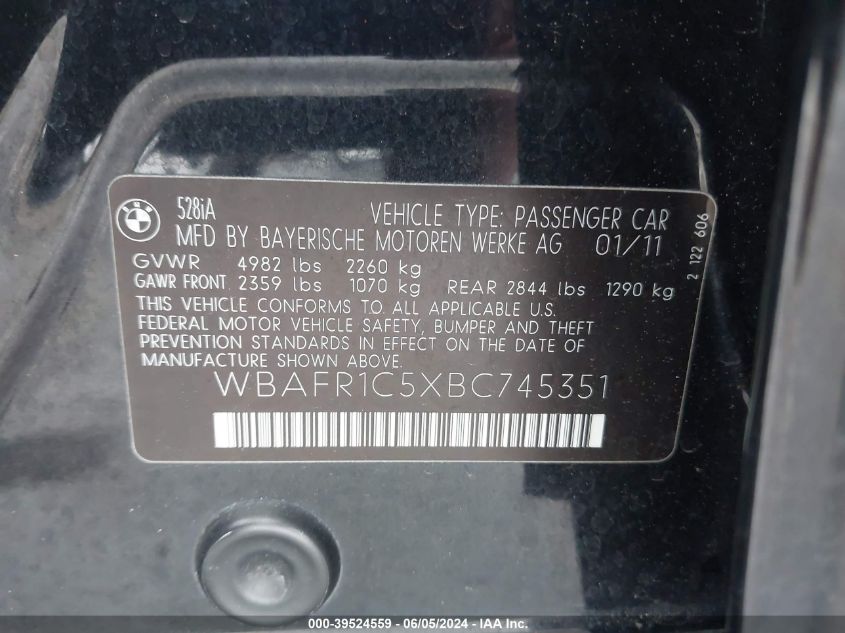 BMW
528iA
VEHICLE TYPE: PASSENGER CAR
MFD BY BAYERISCHE MOTOREN WERKE AG 01/11
GVWR 4982 lbs 2260 kg
GAWR FRONT 2359 lbs 1070 kg REAR 2844 lbs 1290 kg
THIS VEHICLE CONFORMS TO ALL APPLICABLE U.S.
FEDERAL MOTOR VEHICLE SAFETY, BUMPER AND THEFT
PREVENTION STANDARDS IN EFFECT ON THE DATE OF
MANUFACTURE SHOWN ABOVE.
WBAFR1C5XBC745351
2 122 606
000-39524559 - 06/05/2024 - IAAI - Copyright IAA, Inc.